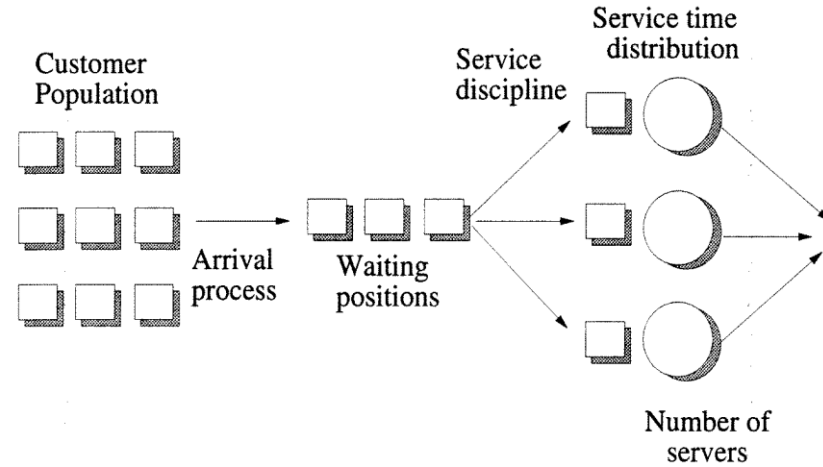 Customer
Population
Arrival
process
Waiting
positions
Service
discipline
Service time
distribution
Number of
servers